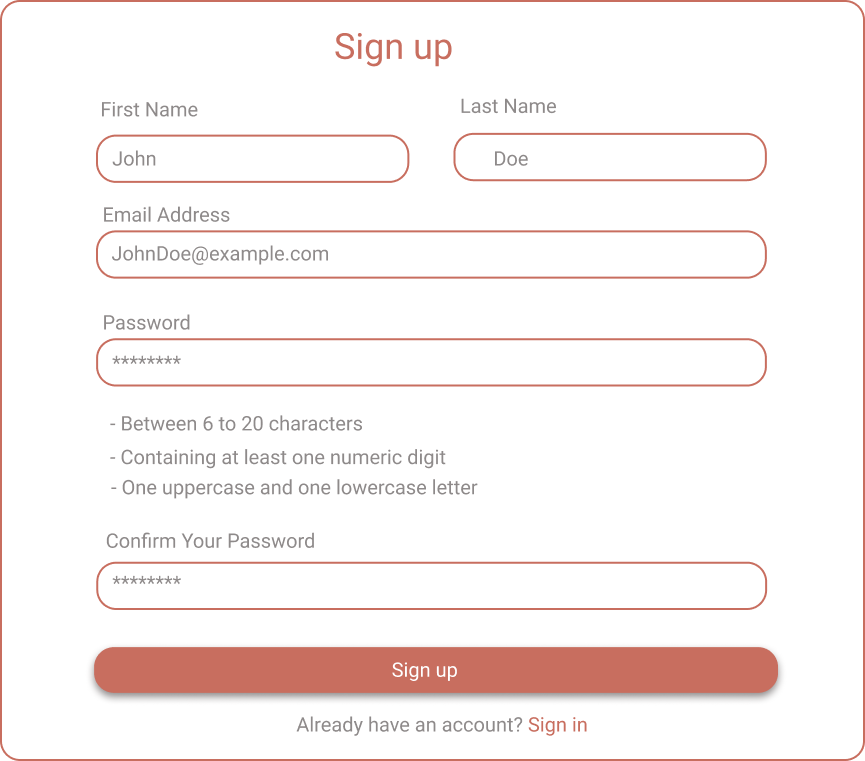 Sign up
First Name
Last Name
John
Doe
Email Address
JohnDoe@example.com
Password
********
- Between 6 to 20 characters
- Containing at least one numeric digit
- One uppercase and one lowercase letter
Confirm Your Password
********
Sign up
Already have an account? Sign in